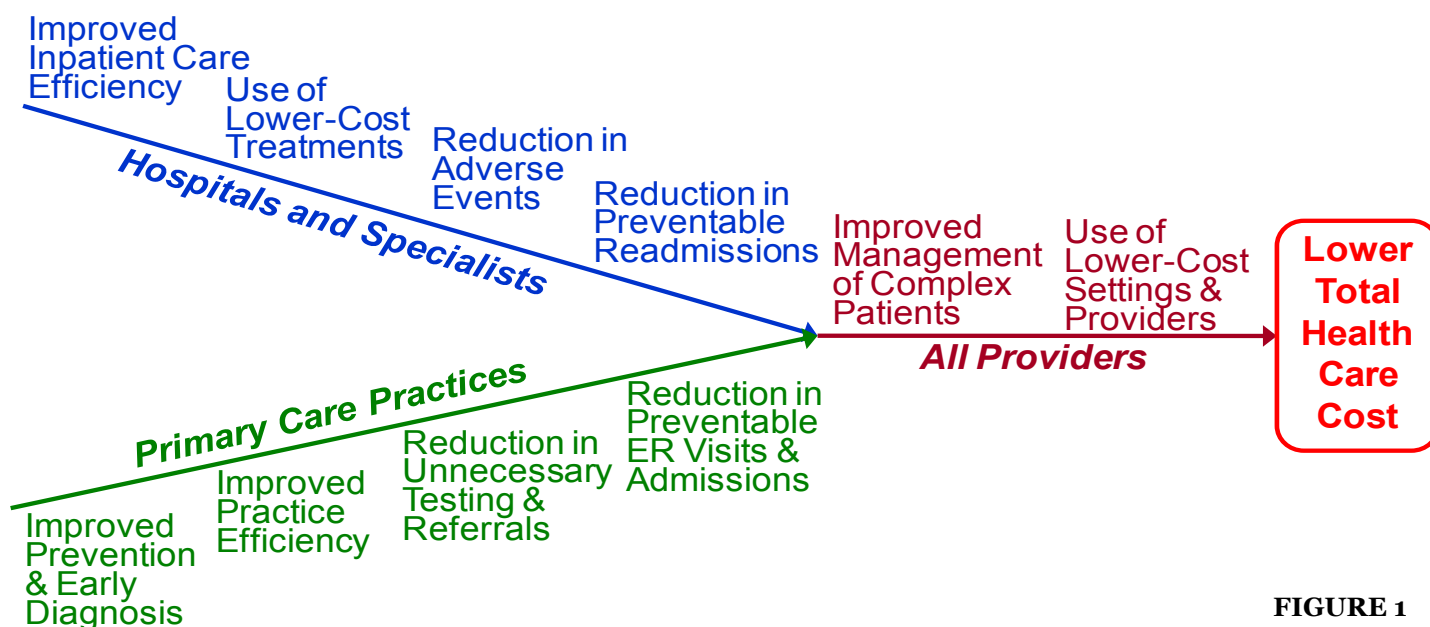 Improved
Inpatient Care
Efficiency
Use of
Lower-Cost
Treatments
Reduction in
Adverse
Events
Reduction in
Preventable
Readmissions
Hospitals and Specialists
Improved
Management
of Complex
Patients
Use of
Lower-Cost
Settings &
Providers
All Providers
Lower
Total
Health
Care
Cost
Primary Care Practices
Improved
Prevention
& Early
Diagnosis
Improved
Practice
Efficiency
Reduction in
Unnecessary
Testing &
Referrals
Reduction in
Preventable
ER Visits &
Admissions
FIGURE 1